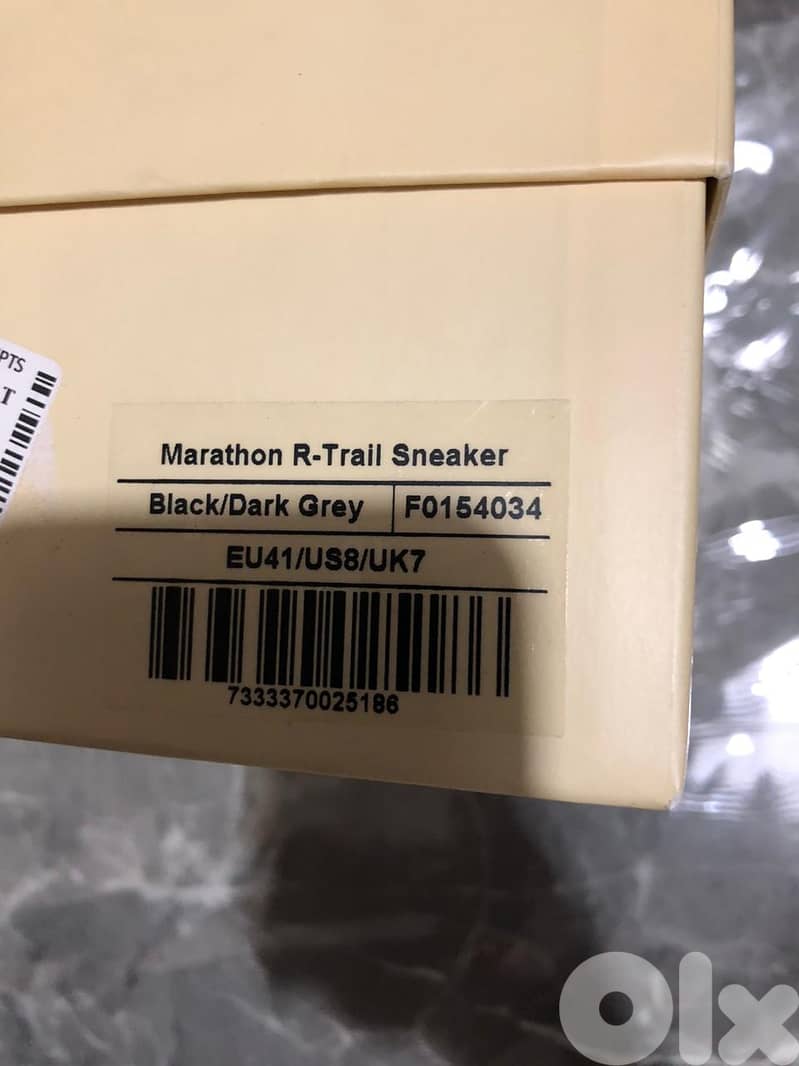 PTS
T
Marathon R-Trail Sneaker
Black/Dark Grey F0154034
EU41/US8/UK7
7333370025186
Olx